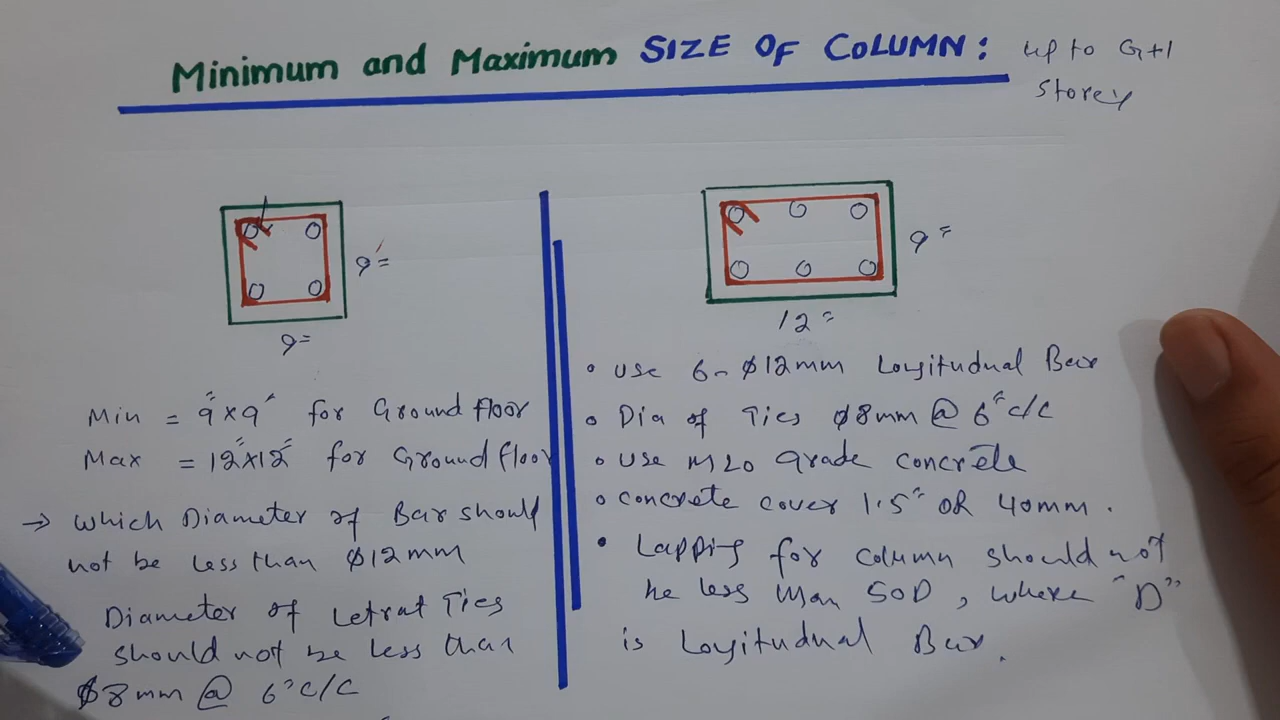 Minimum and Maximum SIZE OF COLUMN:
up to G+1
Storey
9"
9"
Min = 9"x9" for Ground floor
Max = 12"x12" for Ground floor
→ which Diameter of Bar should
not be less than ϕ12mm
Diameter of Letral Ties
should not be less than
ϕ8mm @ 6"c/c
9"
12"
• Use 6-ϕ12mm Longitudual Bar
• Dia of Ties ϕ8mm @ 6"c/c
• Use M20 Grade concrete
• concrete cover 1.5" OR 40mm.
• Lapping for column should not
be less than 50D, where "D"
is Longitudual Bar.